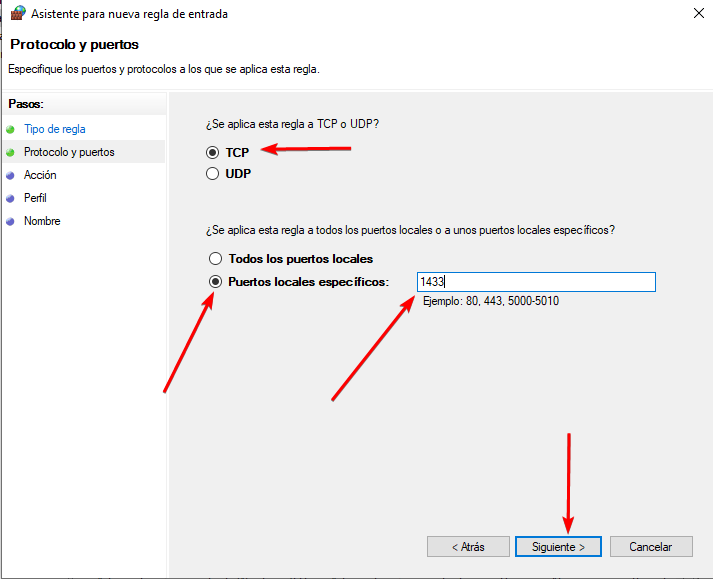 Asistente para nueva regla de entrada
Protocolo y puertos
Especifique los puertos y protocolos a los que se aplica esta regla.
Pasos:
Tipo de regla
Protocolo y puertos
Acción
Perfil
Nombre
¿Se aplica esta regla a TCP o UDP?
TCP
UDP
¿Se aplica esta regla a todos los puertos locales o a unos puertos locales específicos?
Todos los puertos locales
Puertos locales específicos:
1433
Ejemplo: 80, 443, 5000-5010
< Atrás
Siguiente >
Cancelar